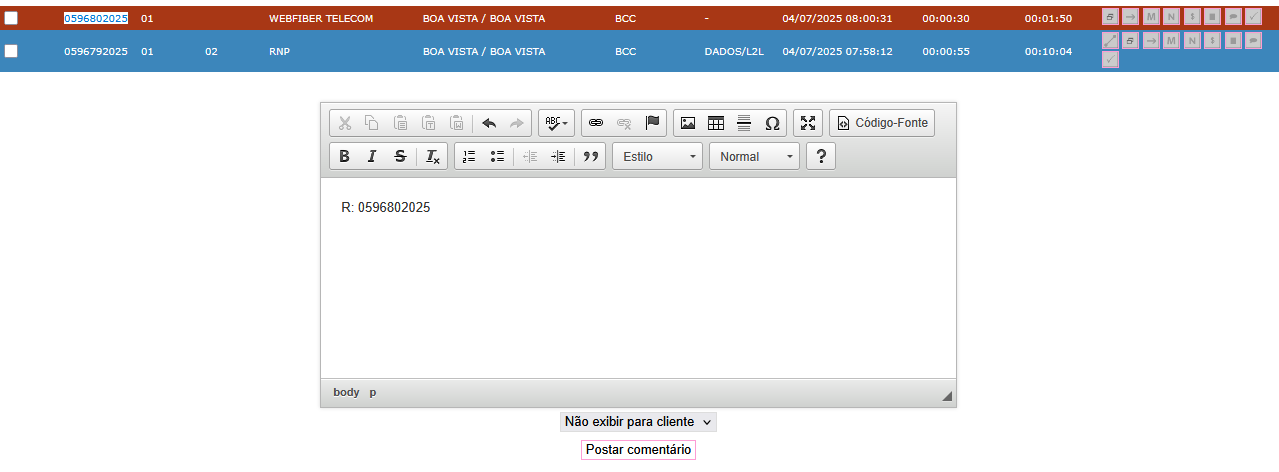 0596802025 01 WEBFIBER TELECOM BOA VISTA / BOA VISTA BCC - 04/07/2025 08:00:31 00:00:30 00:01:50 M N $
0596792025 01 02 RNP BOA VISTA / BOA VISTA BCC DADOS/L2L 04/07/2025 07:58:12 00:00:55 00:10:04 M N $
ABC Ω Código-Fonte
B I S Tx Estilo Normal ?
R: 0596802025
body p
Não exibir para cliente
Postar comentário